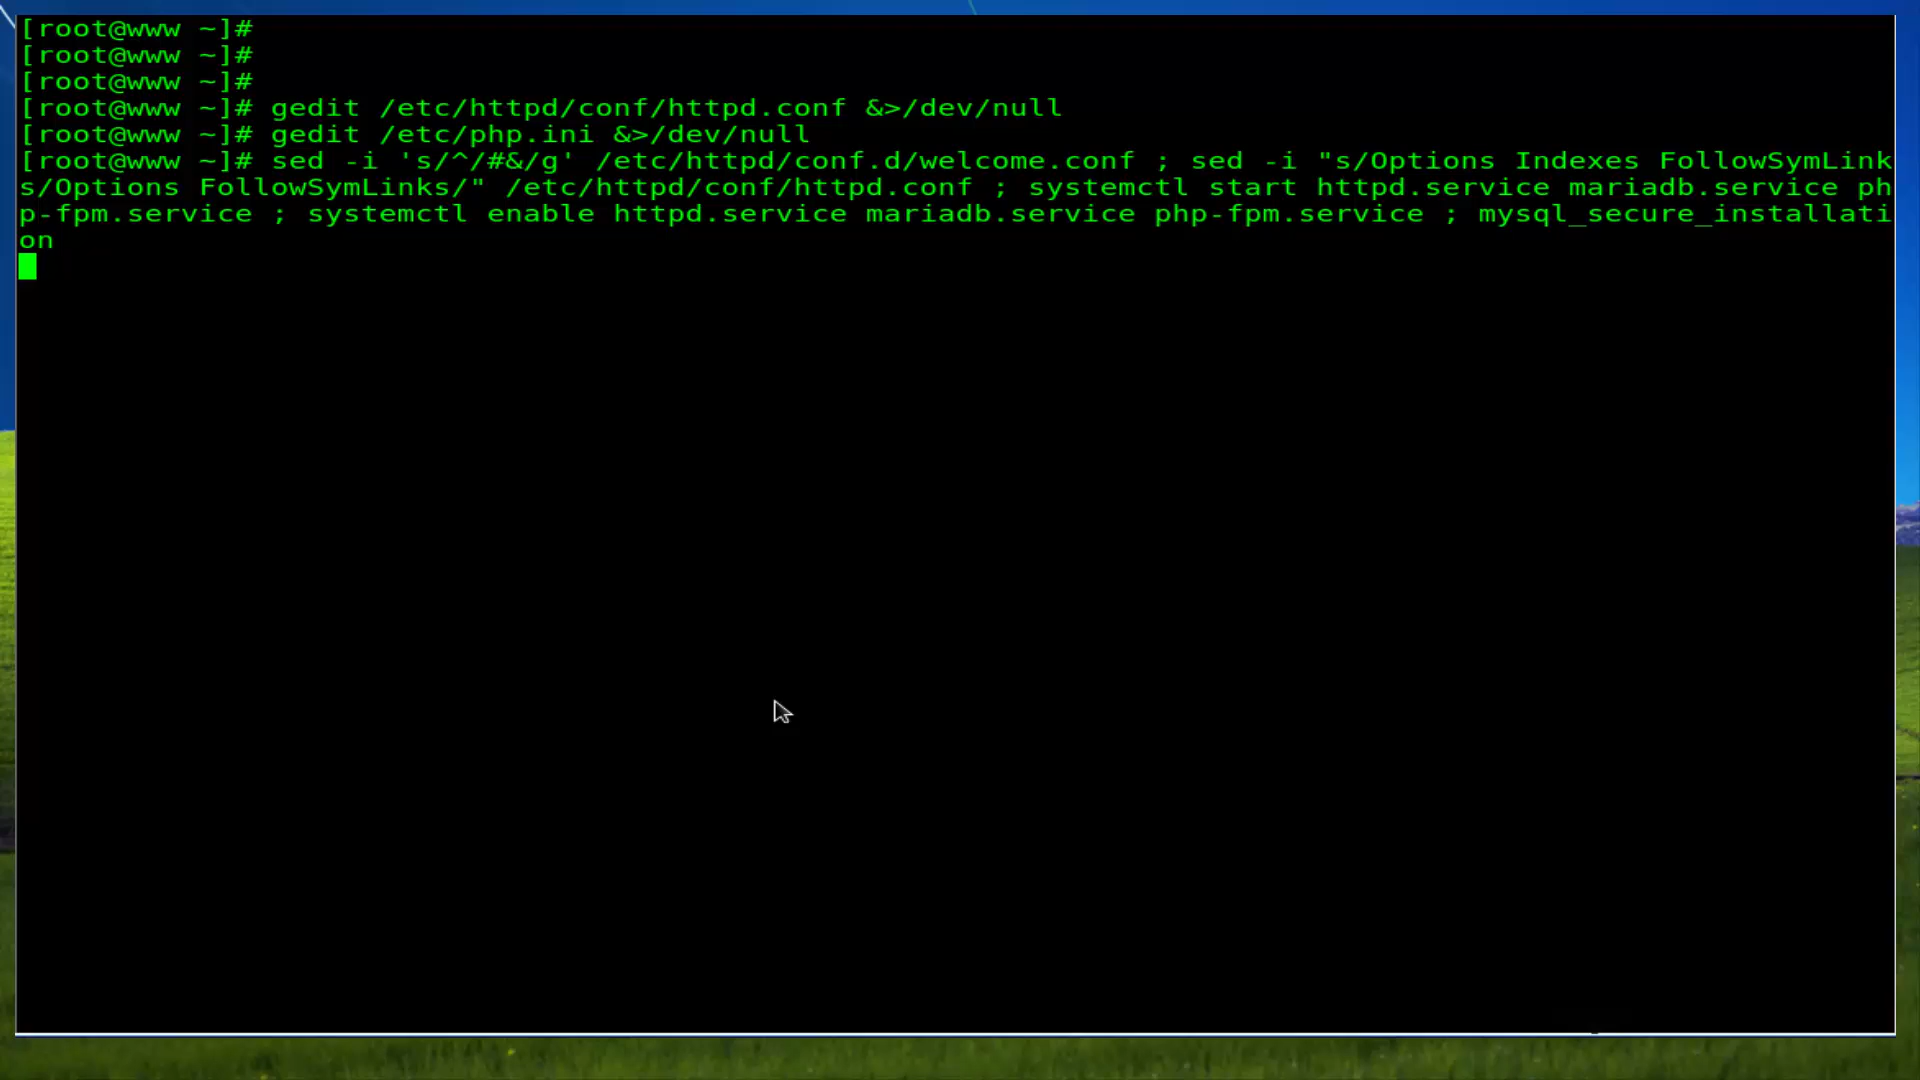 [root@www ~]#
[root@www ~]#
[root@www ~]#
[root@www ~]# gedit /etc/httpd/conf/httpd.conf &>/dev/null
[root@www ~]# gedit /etc/php.ini &>/dev/null
[root@www ~]# sed -i 's/^/#&/g' /etc/httpd/conf.d/welcome.conf ; sed -i "s/Options Indexes FollowSymLink
s/Options FollowSymLinks/" /etc/httpd/conf/httpd.conf ; systemctl start httpd.service mariadb.service ph
p-fpm.service ; systemctl enable httpd.service mariadb.service php-fpm.service ; mysql_secure_installati
on